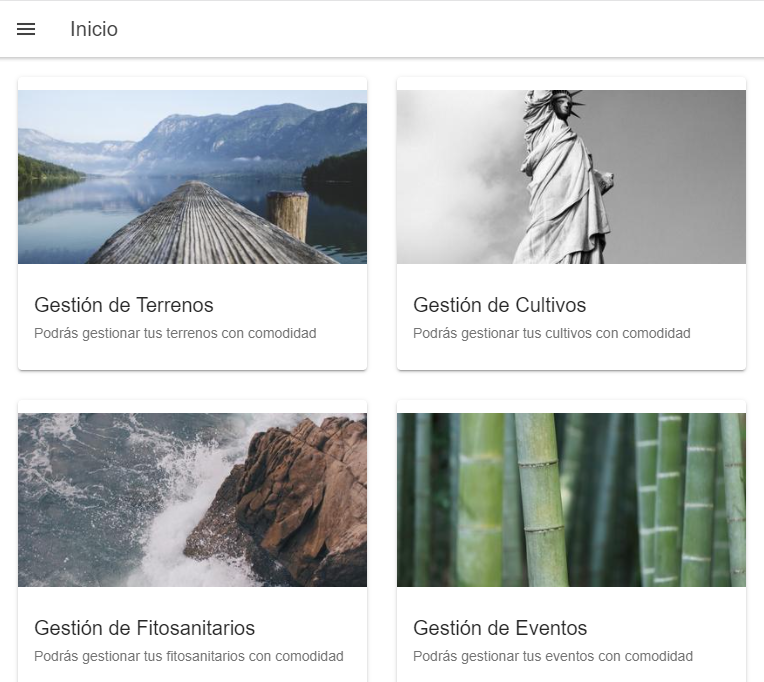 Inicio
Gestión de Terrenos
Podrás gestionar tus terrenos con comodidad
Gestión de Cultivos
Podrás gestionar tus cultivos con comodidad
Gestión de Fitosanitarios
Podrás gestionar tus fitosanitarios con comodidad
Gestión de Eventos
Podrás gestionar tus eventos con comodidad